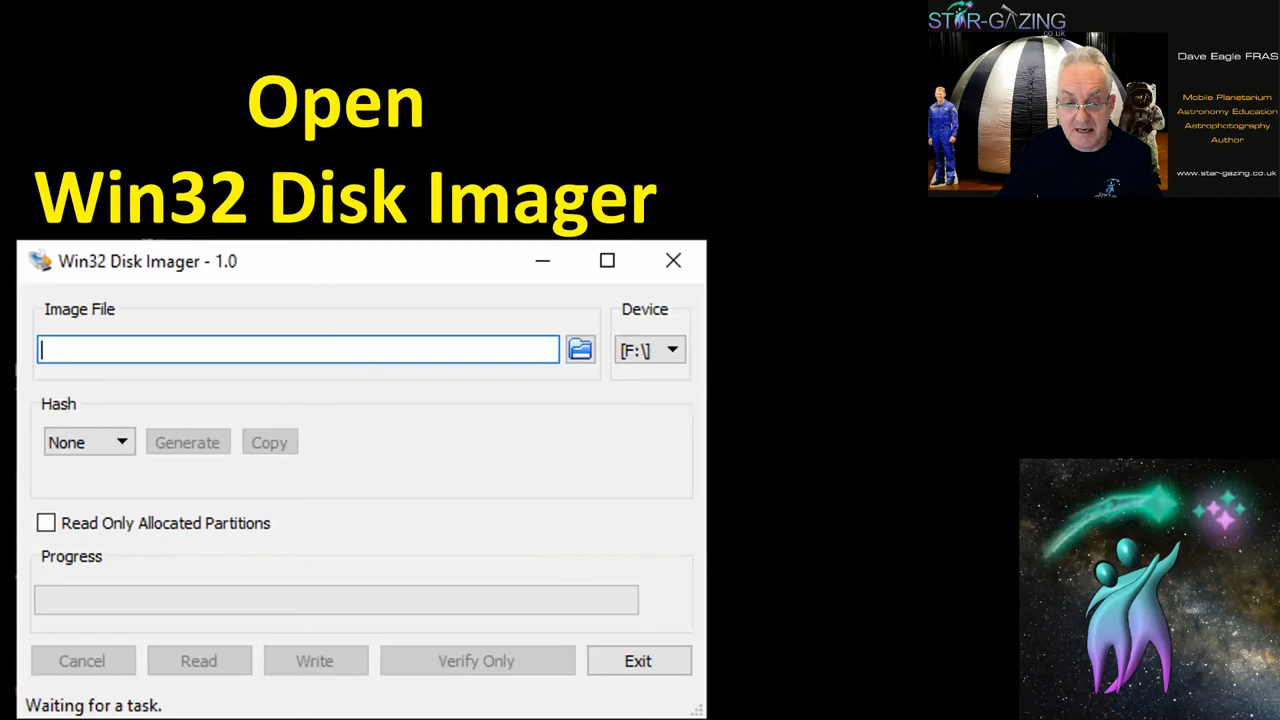 Open
Win32 Disk Imager
Win32 Disk Imager - 1.0
Image File
Device
[F:\]
Hash
None
Generate
Copy
Read Only Allocated Partitions
Progress
Cancel
Read
Write
Verify Only
Exit
Waiting for a task.
STAR-GAZING
.co.uk
Dave Eagle FRAS
Mobile Planetarium
Astronomy Education
Astrophotography
Author
www.star-gazing.co.uk